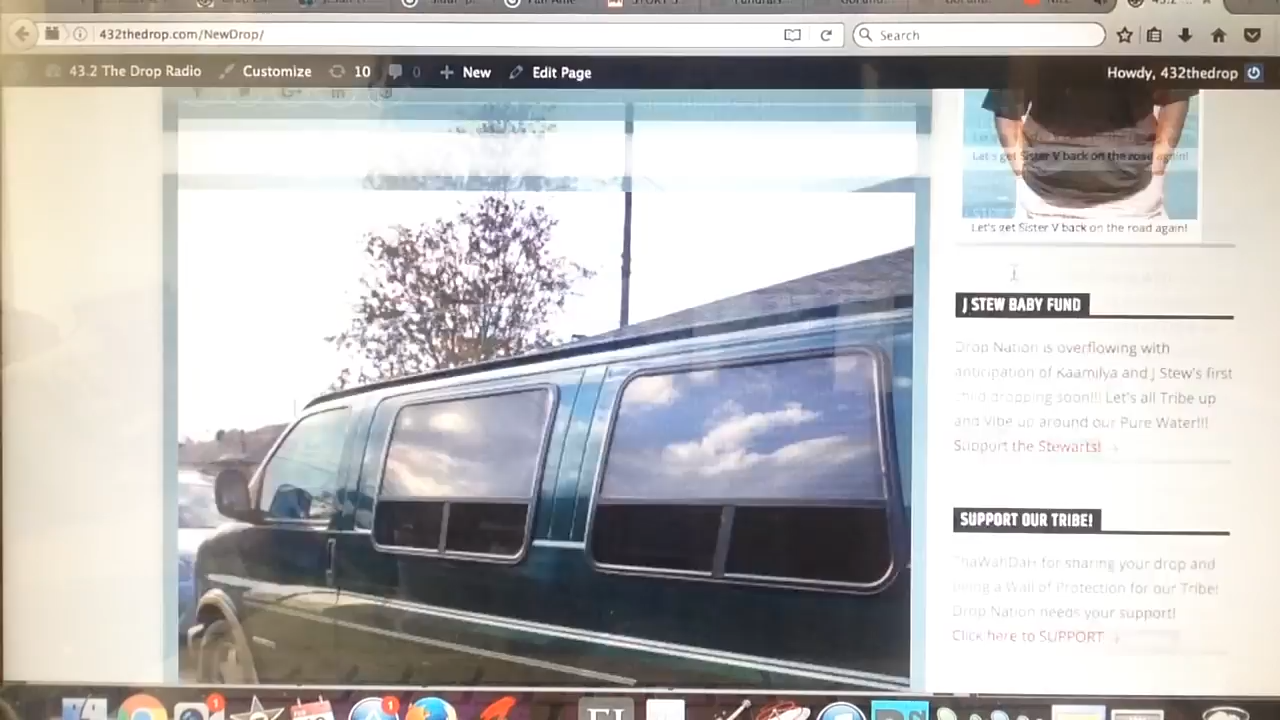 432thedrop.com/NewDrop/
Search
43.2 The Drop Radio
Customize
10
0
+ New
Edit Page
Howdy, 432thedrop
Let's get Sister V back on the road again!
Let's get Sister V back on the road again!
J STEW BABY FUND
Drop Nation is overflowing with
anticipation of Kaamilya and J Stew's first
child dropping soon!!! Let's all Tribe up
and Vibe up around our Pure Water!!!
Support the Stewarts!
SUPPORT OUR TRIBE!
ThaWahDah for sharing your drop and
being a Wall of Protection for our Tribe!
Drop Nation needs your support!
Click here to SUPPORT